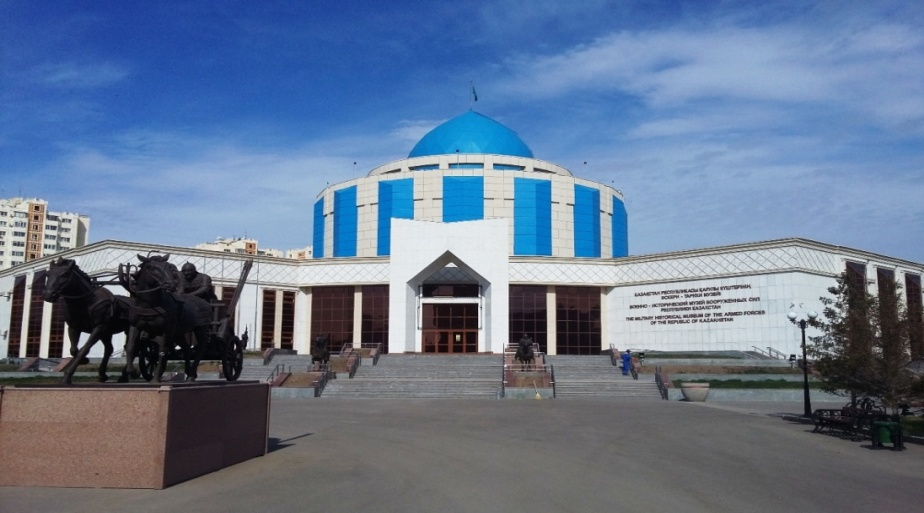 ҚАЗАҚСТАН РЕСПУБЛИКАСЫ ҚАРУЛЫ КҮШТЕРІНІҢ
ӘСКЕРИ - ТАРИХИ МУЗЕЙІ
ВОЕННО - ИСТОРИЧЕСКИЙ МУЗЕЙ ВООРУЖЕННЫХ СИЛ
РЕСПУБЛИКИ КАЗАХСТАН
THE MILITARY HISTORICAL MUSEUM OF THE ARMED FORCES
OF THE REPUBLIC OF KAZAKHSTAN